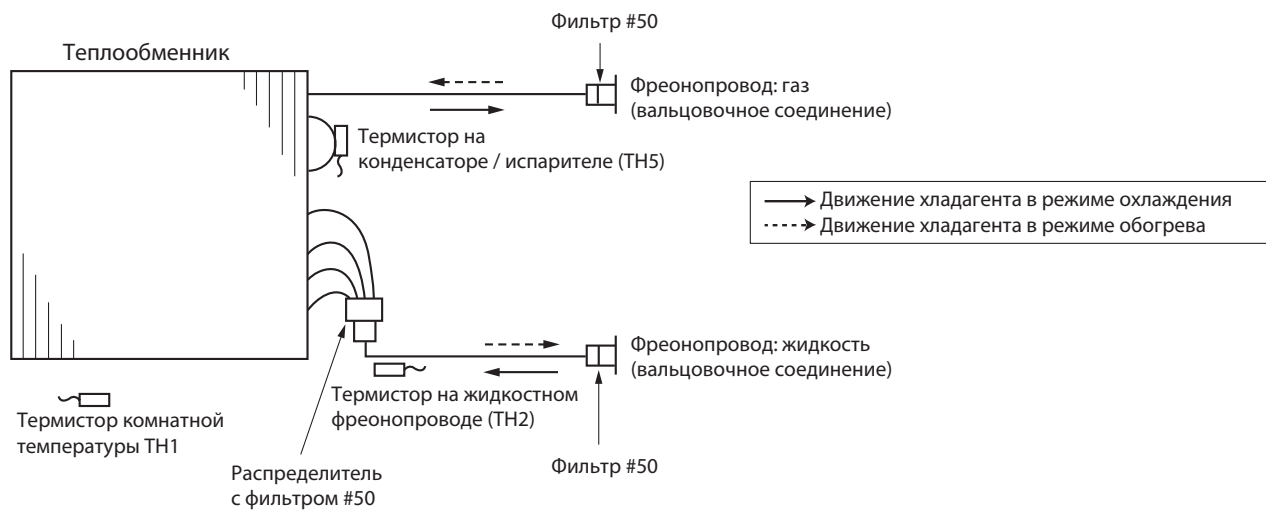 Фильтр #50
Теплообменник
Фреонопровод: газ
(вальцовочное соединение)
Термистор на
конденсаторе / испарителе (TH5)
Движение хладагента в режиме охлаждения
Движение хладагента в режиме обогрева
Фреонопровод: жидкость
(вальцовочное соединение)
Термистор на жидкостном
фреонопроводе (TH2)
Термистор комнатной
температуры TH1
Фильтр #50
Распределитель
с фильтром #50